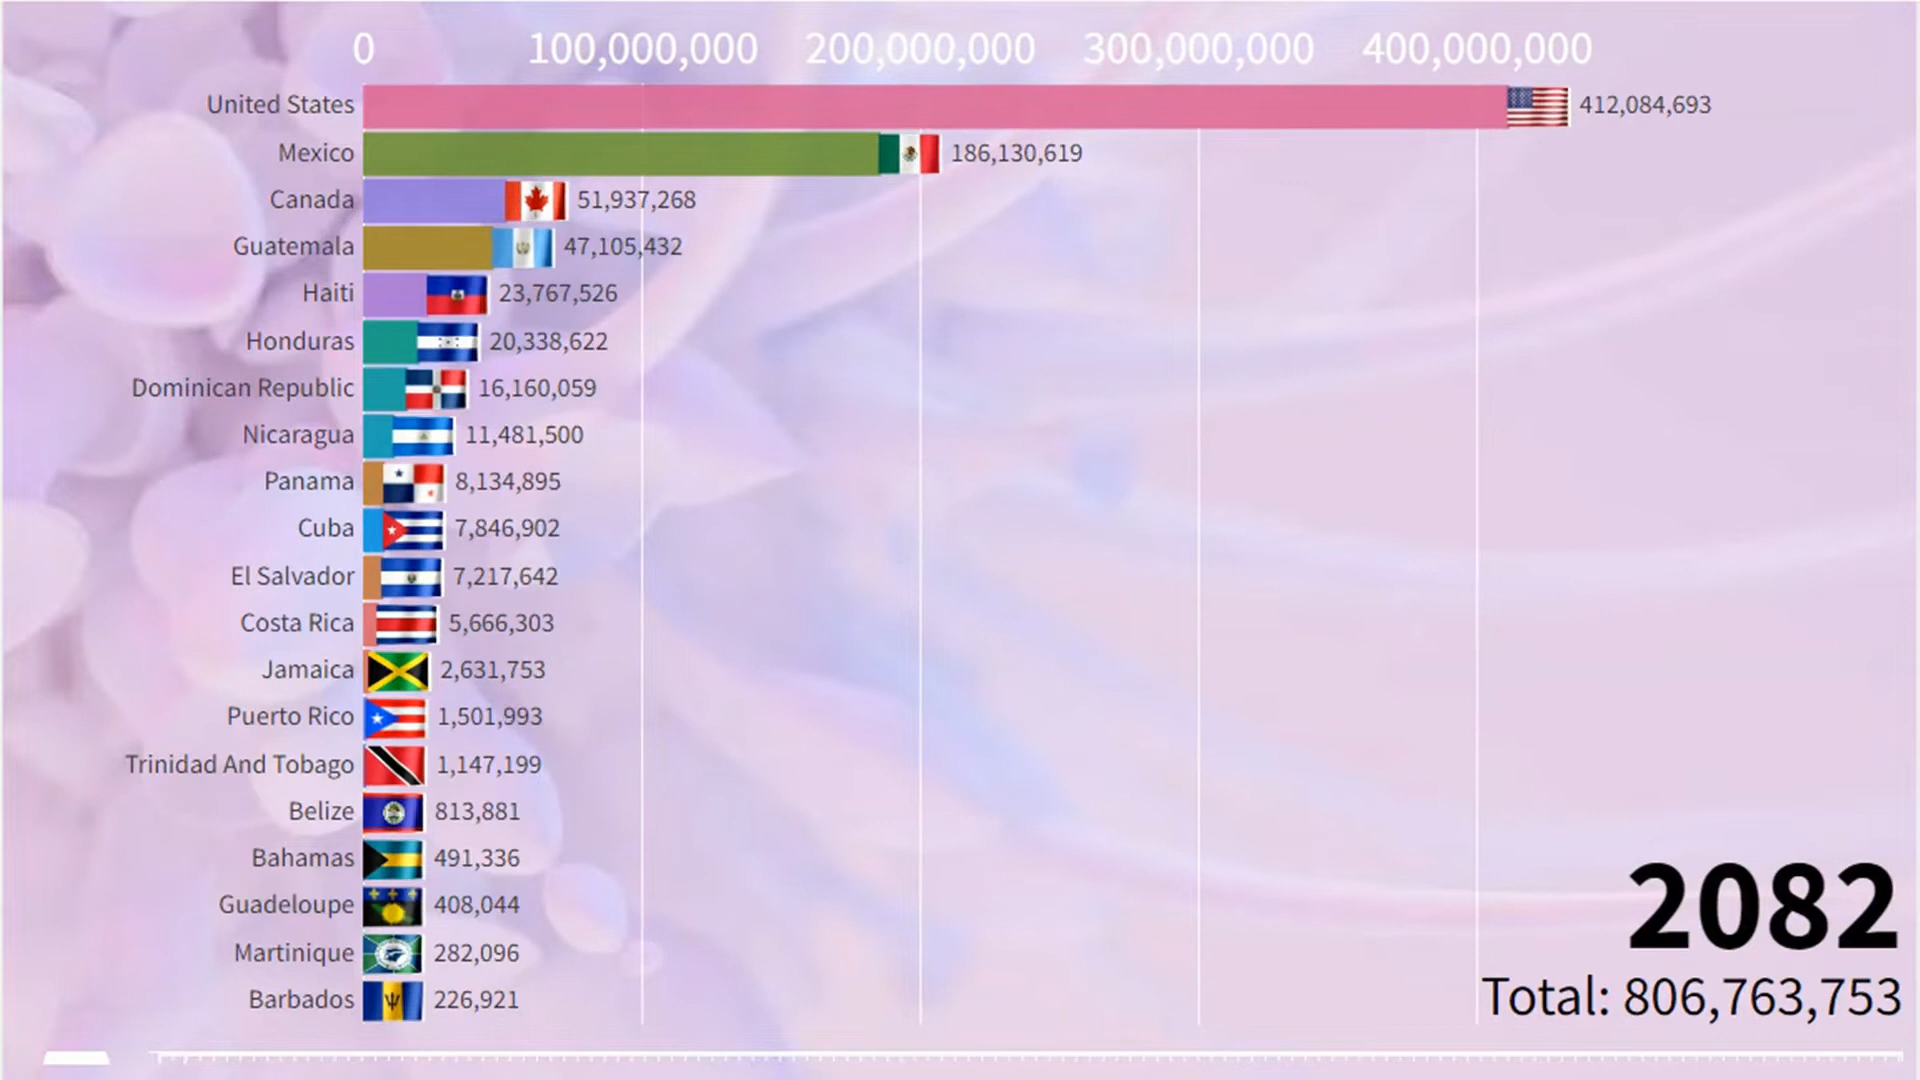 0 100,000,000 200,000,000 300,000,000 400,000,000
United States 412,084,693
Mexico 186,130,619
Canada 51,937,268
Guatemala 47,105,432
Haiti 23,767,526
Honduras 20,338,622
Dominican Republic 16,160,059
Nicaragua 11,481,500
Panama 8,134,895
Cuba 7,846,902
El Salvador 7,217,642
Costa Rica 5,666,303
Jamaica 2,631,753
Puerto Rico 1,501,993
Trinidad And Tobago 1,147,199
Belize 813,881
Bahamas 491,336
Guadeloupe 408,044
Martinique 282,096
Barbados 226,921
2082
Total: 806,763,753